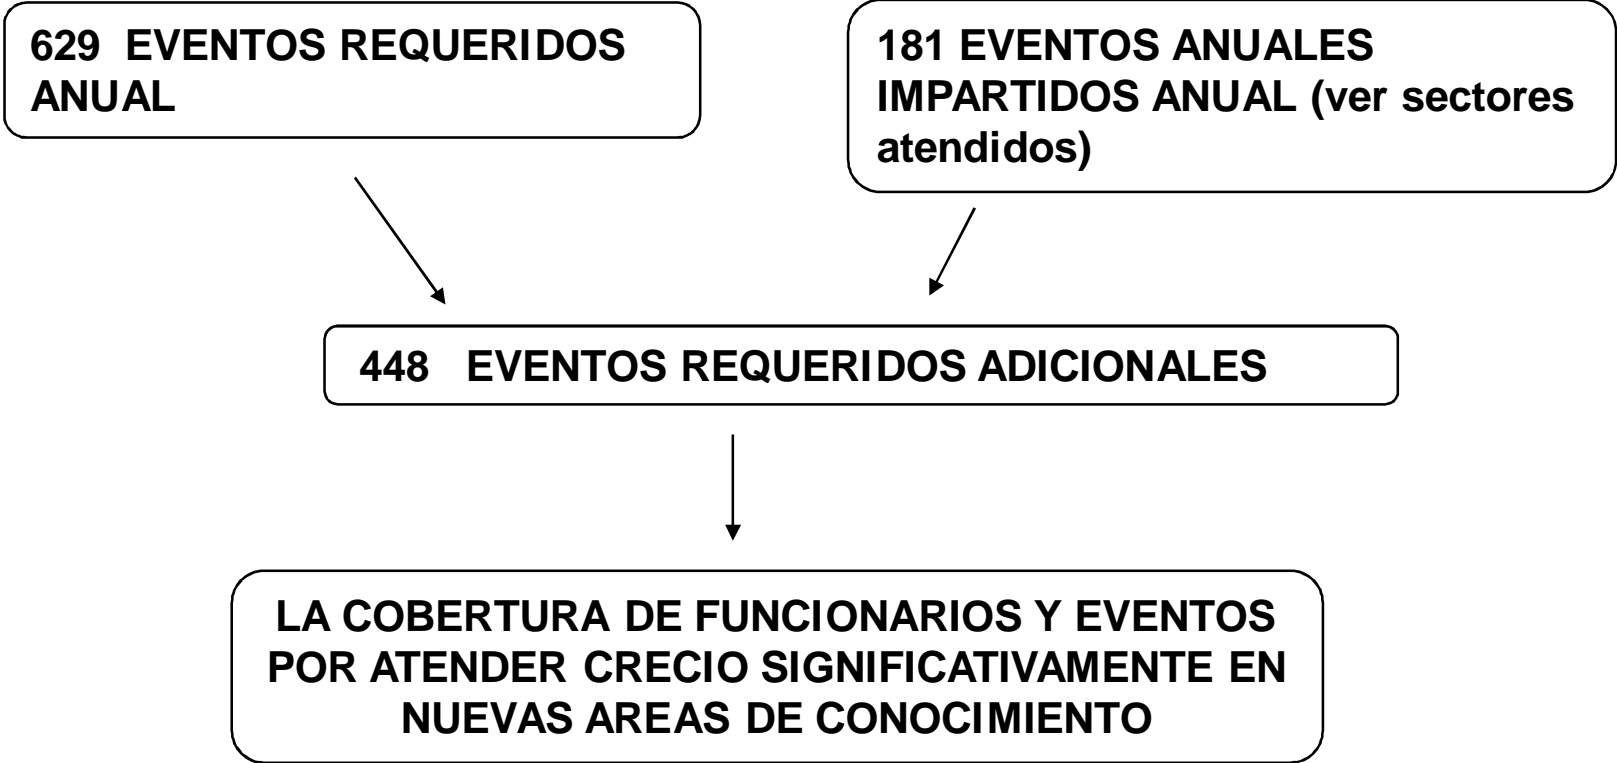 629 EVENTOS REQUERIDOS
ANUAL
181 EVENTOS ANUALES
IMPARTIDOS ANUAL (ver sectores
atendidos)
448 EVENTOS REQUERIDOS ADICIONALES
LA COBERTURA DE FUNCIONARIOS Y EVENTOS
POR ATENDER CRECIO SIGNIFICATIVAMENTE EN
NUEVAS AREAS DE CONOCIMIENTO